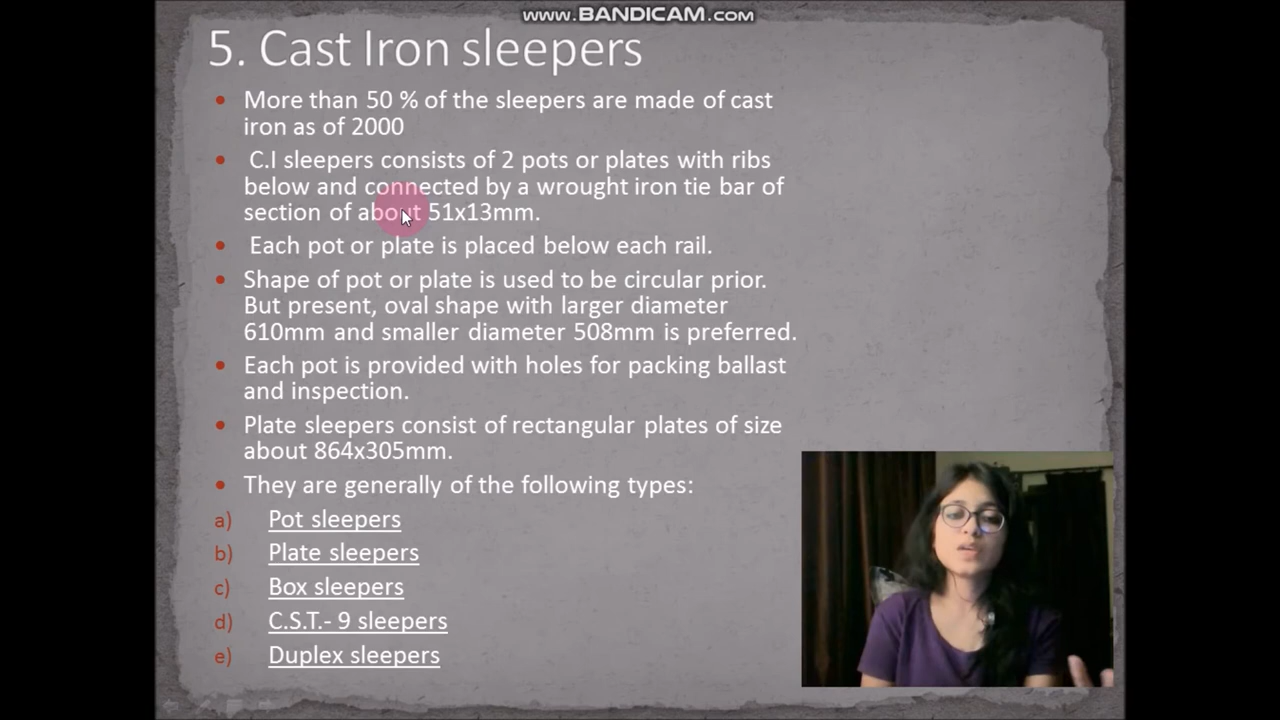 www.BANDICAM.com
5. Cast Iron sleepers
• More than 50 % of the sleepers are made of cast
iron as of 2000
• C.I sleepers consists of 2 pots or plates with ribs
below and connected by a wrought iron tie bar of
section of about 51x13mm.
• Each pot or plate is placed below each rail.
• Shape of pot or plate is used to be circular prior.
But present, oval shape with larger diameter
610mm and smaller diameter 508mm is preferred.
• Each pot is provided with holes for packing ballast
and inspection.
• Plate sleepers consist of rectangular plates of size
about 864x305mm.
• They are generally of the following types:
a) Pot sleepers
b) Plate sleepers
c) Box sleepers
d) C.S.T.- 9 sleepers
e) Duplex sleepers